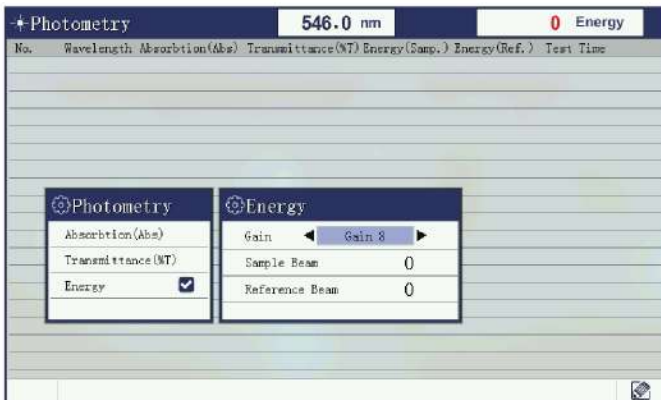 Photometry 546.0 nm 0 Energy
No. Wavelength Absorbtion(Abs) Transmittance(%T) Energy(Samp.) Energy(Ref.) Test Time
Photometry
Absorbtion(Abs)
Transmittance(%T)
Energy
Energy
Gain Gain 8
Sample Beam 0
Reference Beam 0